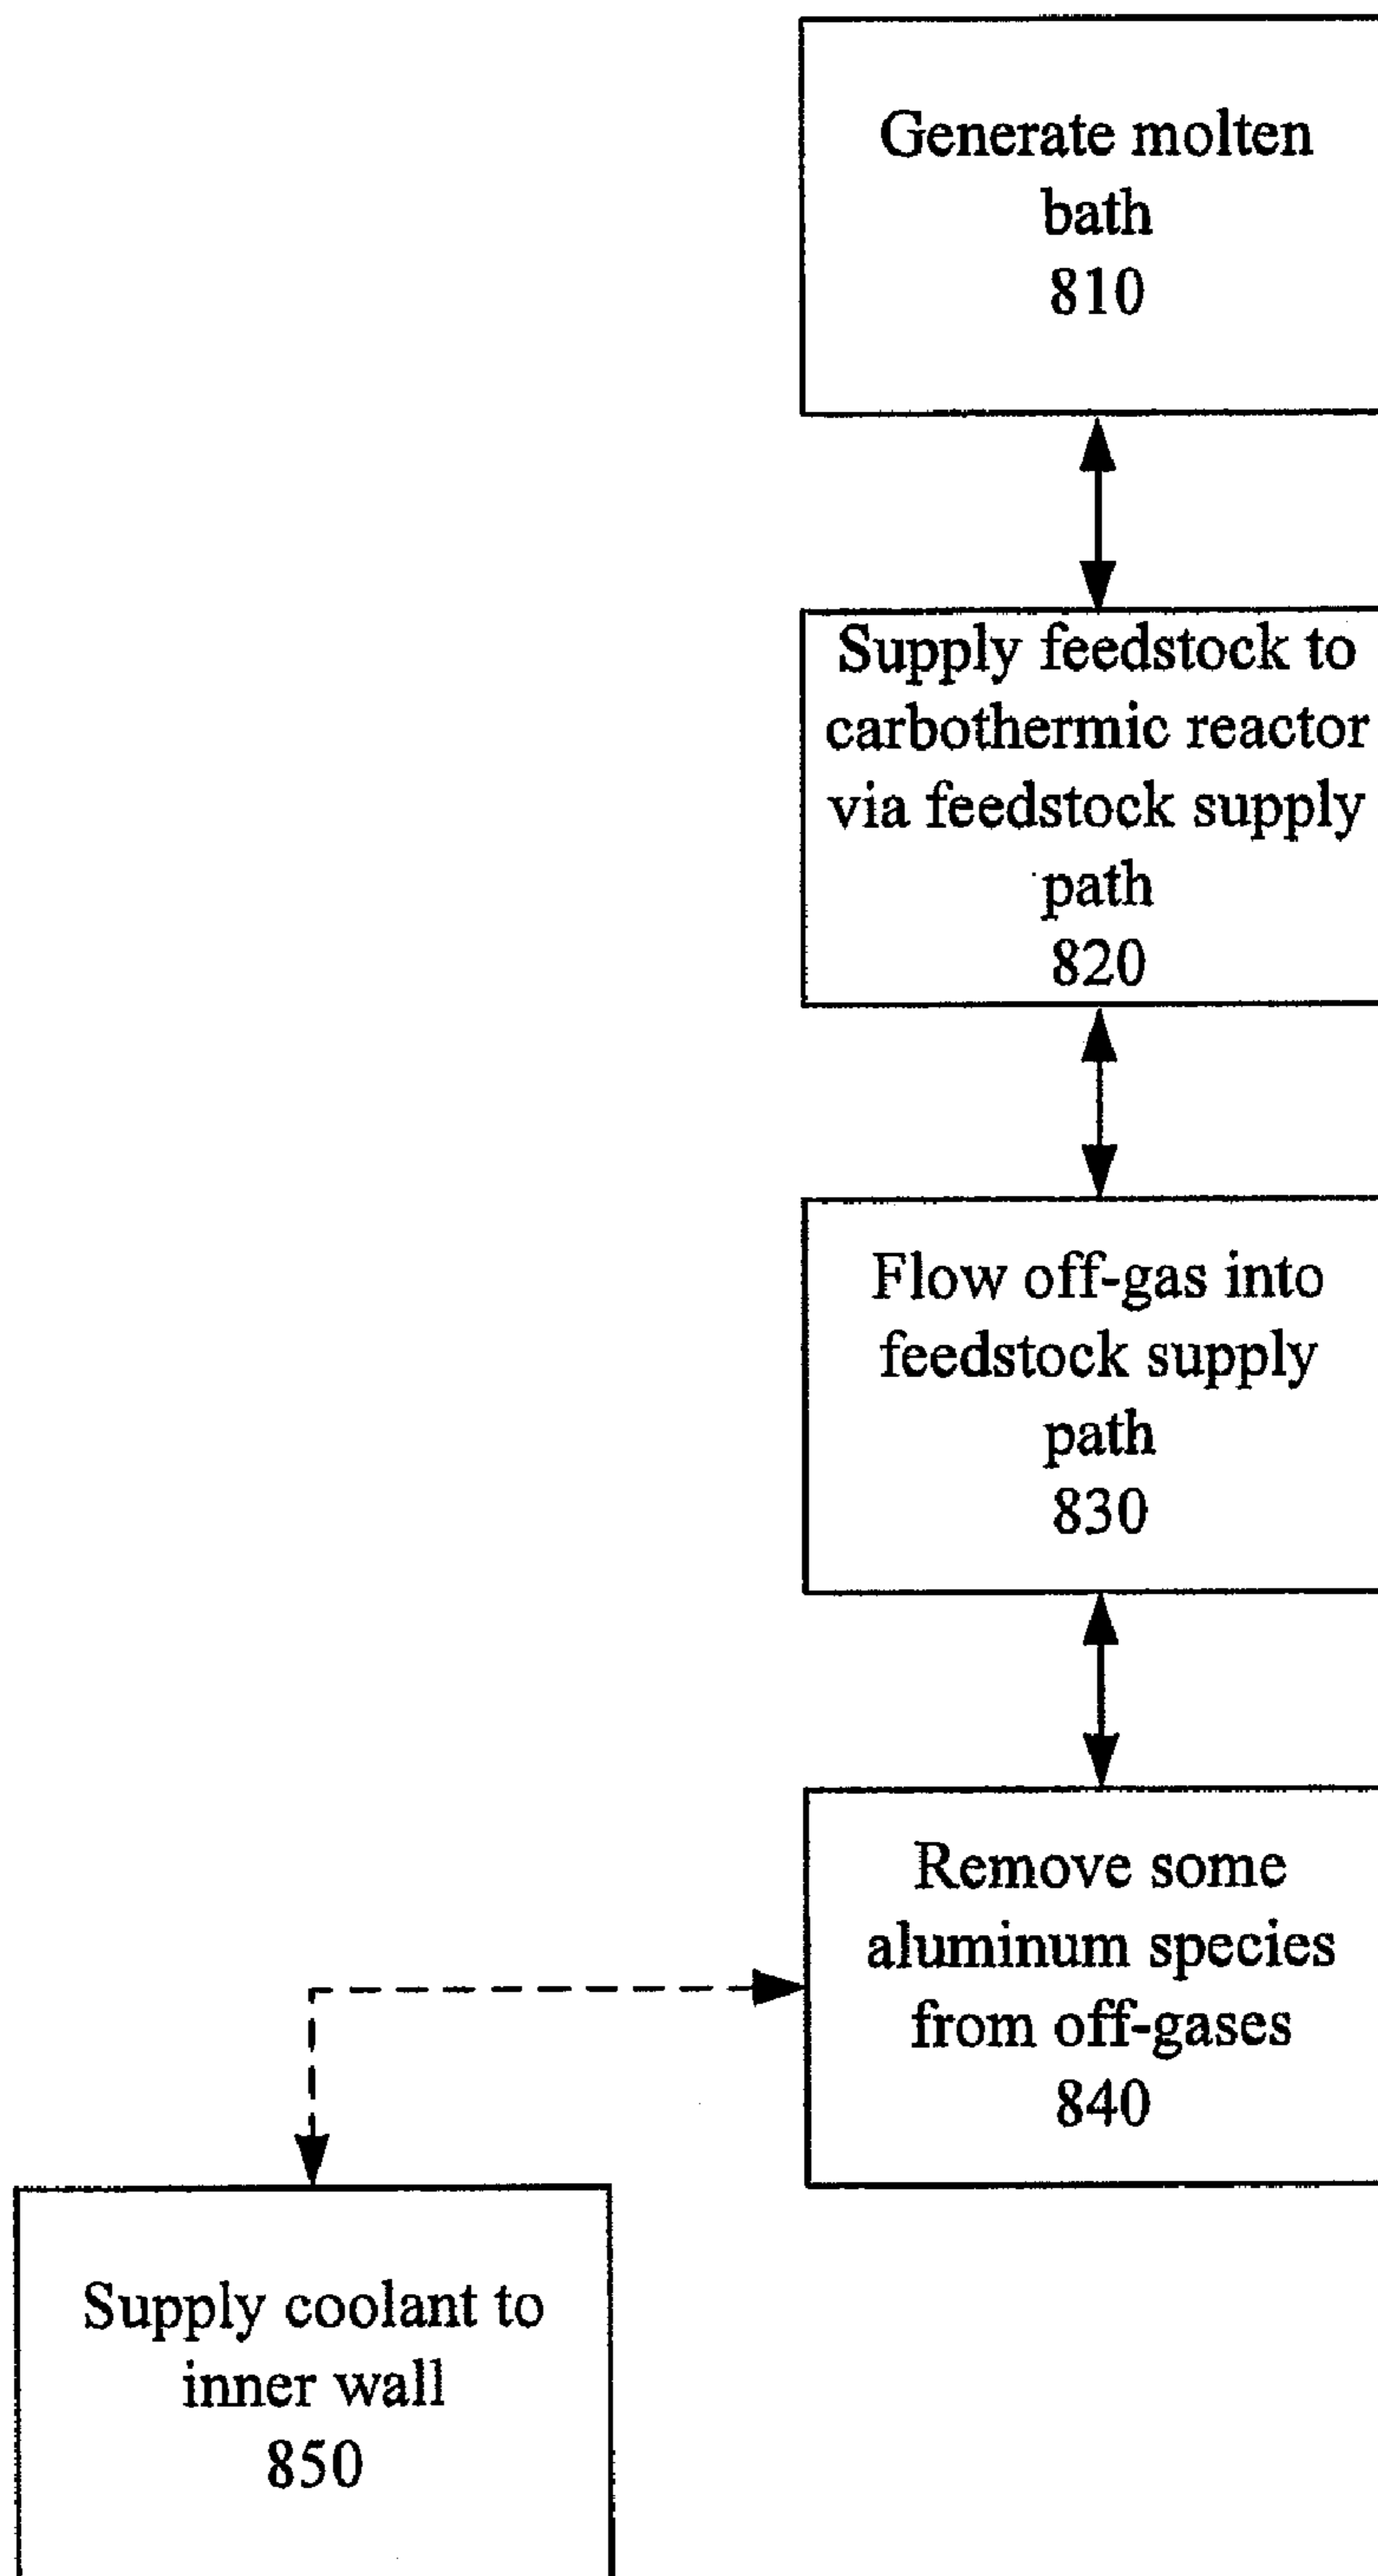 Generate molten
bath
810
Supply feedstock to
carbothermic reactor
via feedstock supply
path
820
Flow off-gas into
feedstock supply
path
830
Remove some
aluminum species
from off-gases
840
Supply coolant to
inner wall
850